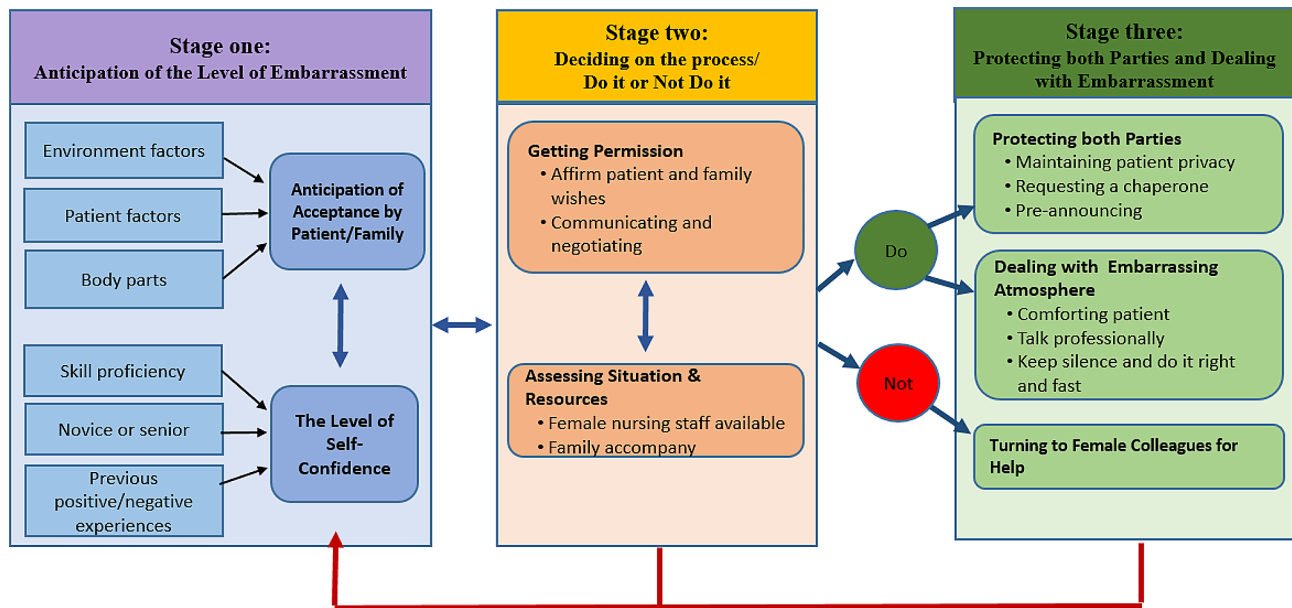 Stage one:
Anticipation of the Level of Embarrassment
Environment factors
Patient factors
Body parts
Anticipation of
Acceptance by
Patient/Family
Skill proficiency
Novice or senior
Previous
positive/negative
experiences
The Level of
Self-
Confidence
Stage two:
Deciding on the process/
Do it or Not Do it
Getting Permission
• Affirm patient and family
wishes
• Communicating and
negotiating
Assessing Situation &
Resources
• Female nursing staff available
• Family accompany
Do
Not
Stage three:
Protecting both Parties and Dealing
with Embarrassment
Protecting both Parties
• Maintaining patient privacy
• Requesting a chaperone
• Pre-announcing
Dealing with Embarrassing
Atmosphere
• Comforting patient
• Talk professionally
• Keep silence and do it right
and fast
Turning to Female Colleagues for
Help